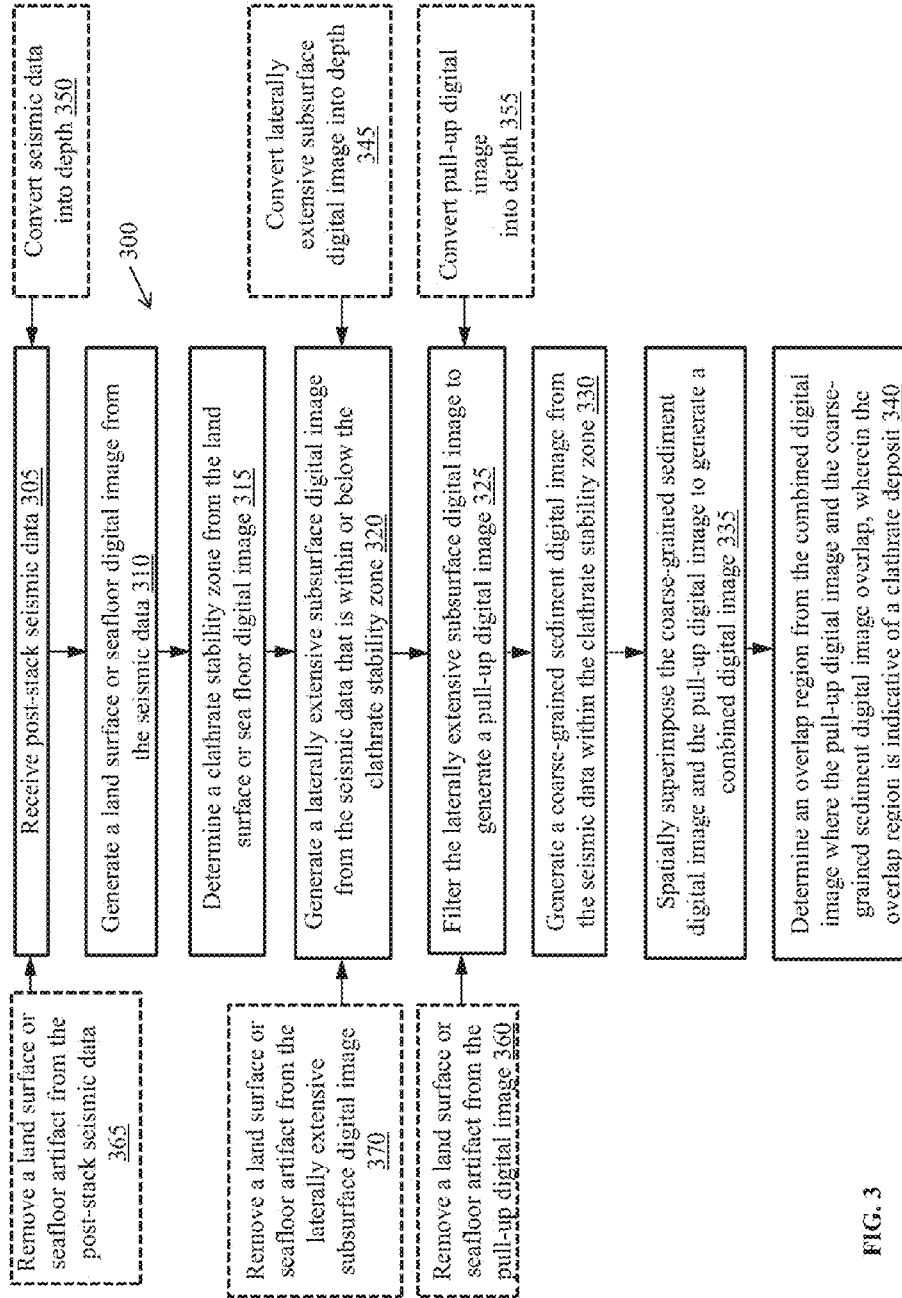 Remove a land surface or
seafloor artifact from the
post-stack seismic data
365
Receive post-stack seismic data 305
Convert seismic data
into depth 350
300
Generate a land surface or seafloor digital image from
the seismic data 310
Determine a clathrate stability zone from the land
surface or sea floor digital image 315
Remove a land surface or
seafloor artifact from the
laterally extensive
subsurface digital image
370
Generate a laterally extensive subsurface digital image
from the seismic data that is within or below the
clathrate stability zone 320
Convert laterally
extensive subsurface
digital image into depth
345
Remove a land surface or
seafloor artifact from the
pull-up digital image 360
Filter the laterally extensive subsurface digital image to
generate a pull-up digital image 325
Convert pull-up digital
image
into depth 355
Generate a coarse-grained sediment digital image from
the seismic data within the clathrate stability zone 330
Spatially superimpose the coarse-grained sediment
digital image and the pull-up digital image to generate a
combined digital image 335
Determine an overlap region from the combined digital
image where the pull-up digital image and the coarse-
grained sediment digital image overlap, wherein the
overlap region is indicative of a clathrate deposit 340
FIG. 3